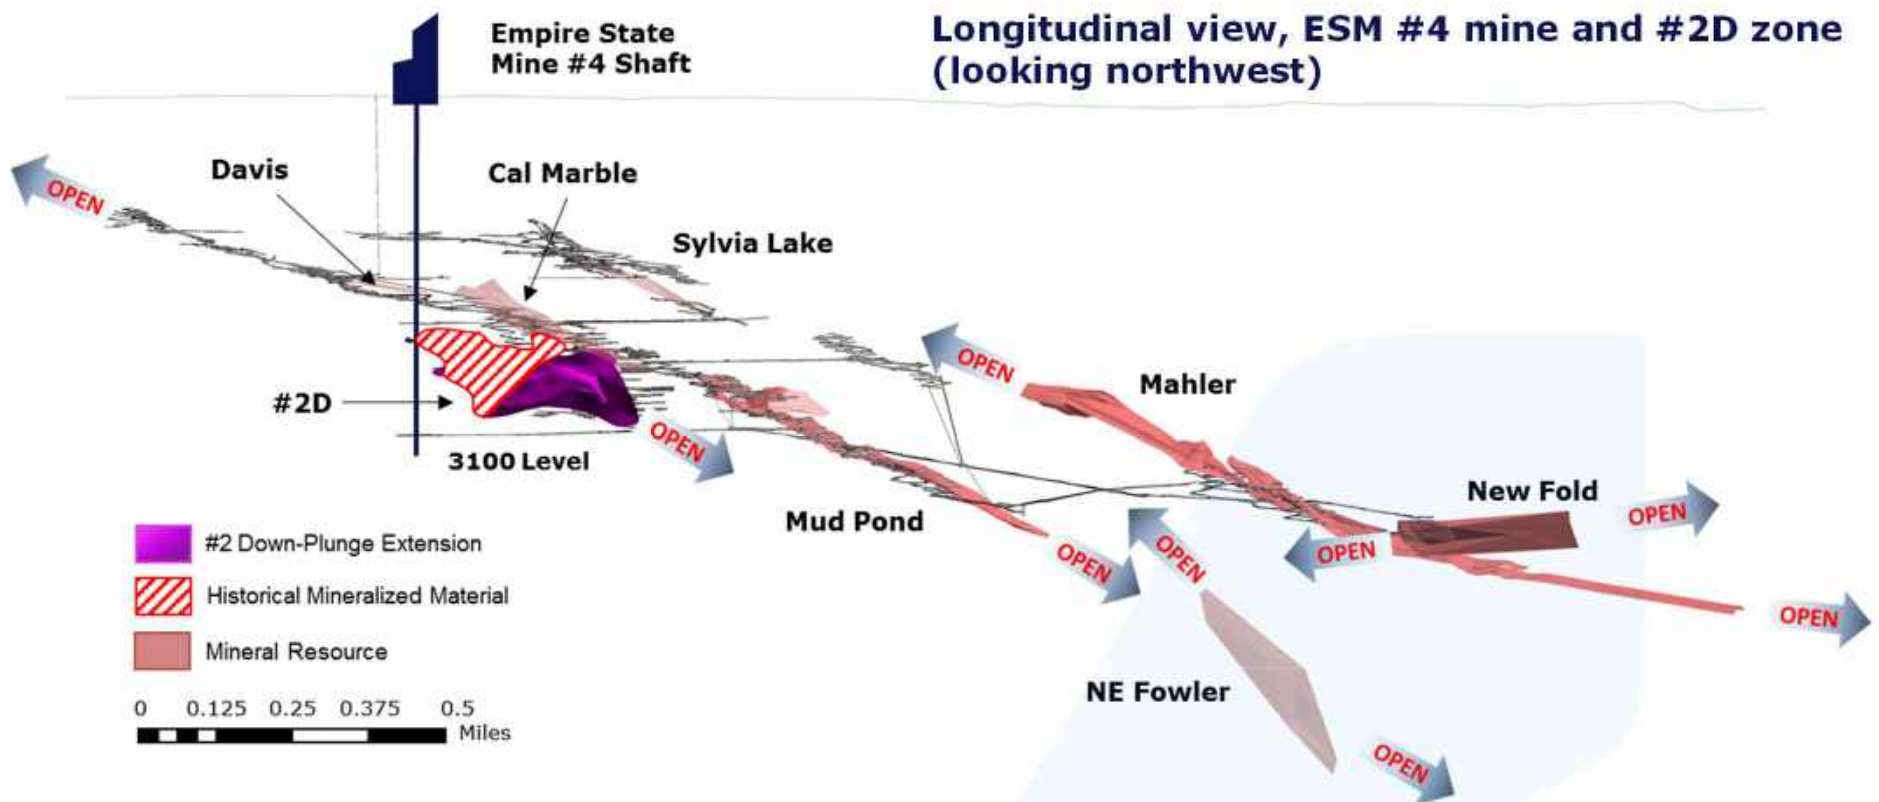 Empire State
Mine #4 Shaft
Longitudinal view, ESM #4 mine and #2D zone
(looking northwest)
Davis
Cal Marble
OPEN
Sylvia Lake
OPEN
Mahler
#2D
OPEN
3100 Level
New Fold
OPEN
Mud Pond
OPEN
OPEN
OPEN
OPEN
NE Fowler
OPEN
#2 Down-Plunge Extension
Historical Mineralized Material
Mineral Resource
0 0.125 0.25 0.375 0.5
Miles
OPEN